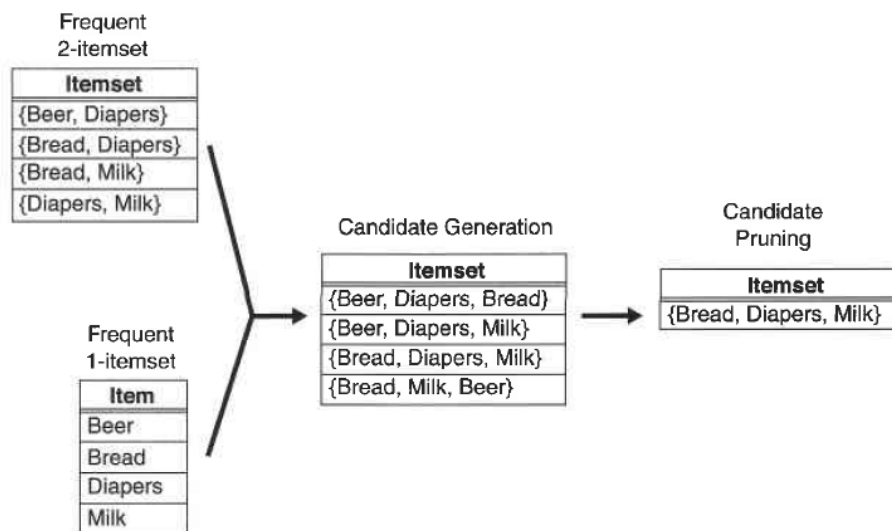 Frequent
2-itemset
Itemset
{Beer, Diapers}
{Bread, Diapers}
{Bread, Milk}
{Diapers, Milk}
Frequent
1-itemset
Item
Beer
Bread
Diapers
Milk
Candidate Generation
Itemset
{Beer, Diapers, Bread}
{Beer, Diapers, Milk}
{Bread, Diapers, Milk}
{Bread, Milk, Beer}
Candidate
Pruning
Itemset
{Bread, Diapers, Milk}